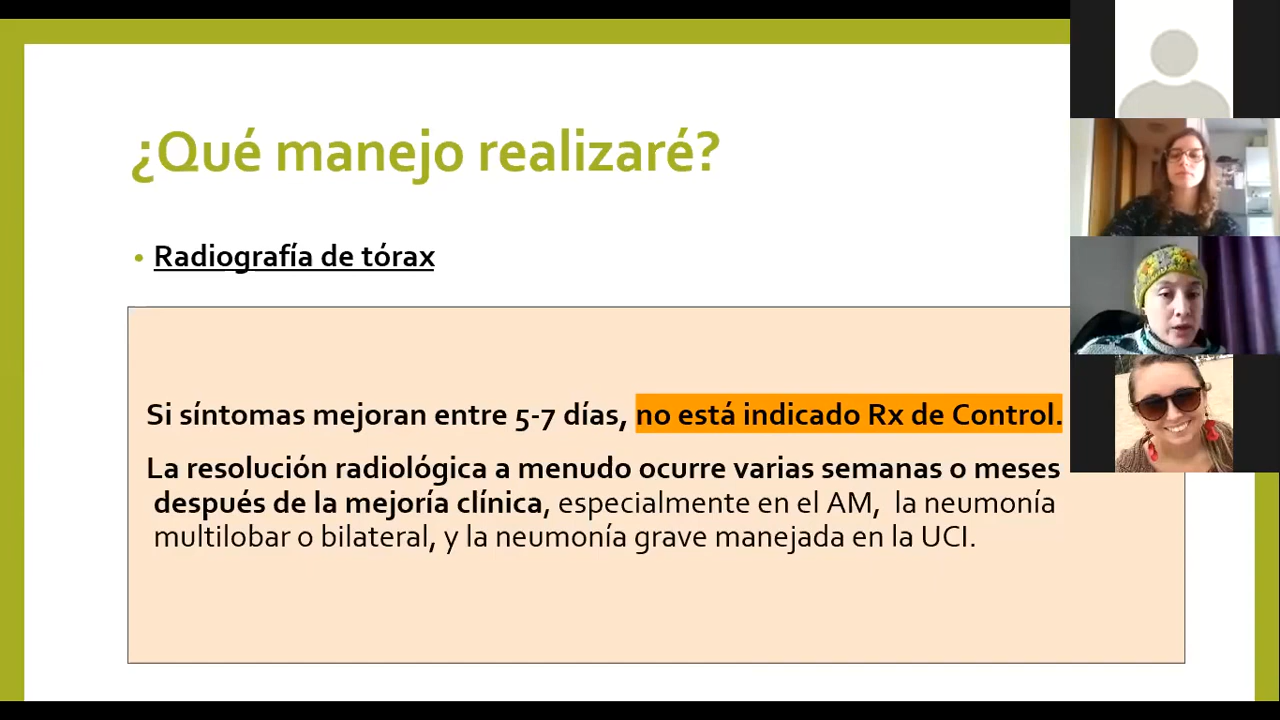 ¿Qué manejo realizaré?
• Radiografía de tórax
Si síntomas mejoran entre 5-7 días, no está indicado Rx de Control.
La resolución radiológica a menudo ocurre varias semanas o meses
después de la mejoría clínica, especialmente en el AM, la neumonía
multilobar o bilateral, y la neumonía grave manejada en la UCI.